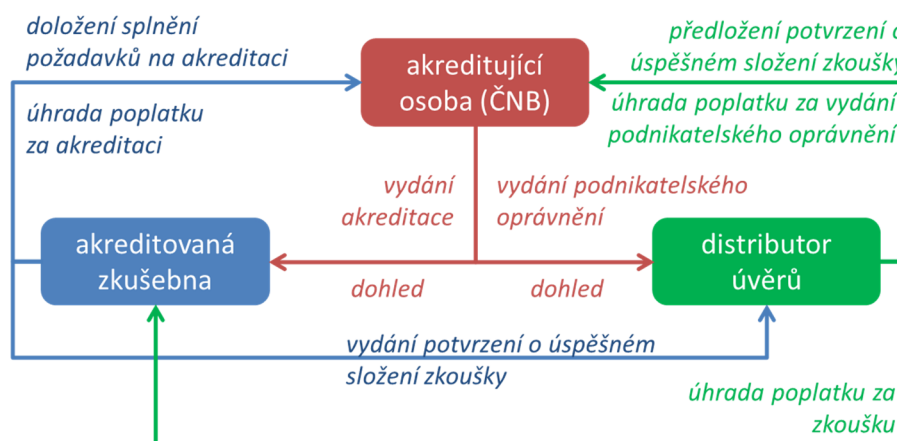 doložení splnění
požadavků na akreditaci
úhrada poplatku
za akreditaci
akreditující
osoba (ČNB)
předložení potvrzení o
úspěšném složení zkoušky
úhrada poplatku za vydání
podnikatelského oprávnění
vydání
akreditace
vydání podnikatelského
oprávnění
akreditovaná
zkušebna
distributor
úvěrů
dohled
dohled
vydání potvrzení o úspěšném
složení zkoušky
úhrada poplatku za
zkoušku